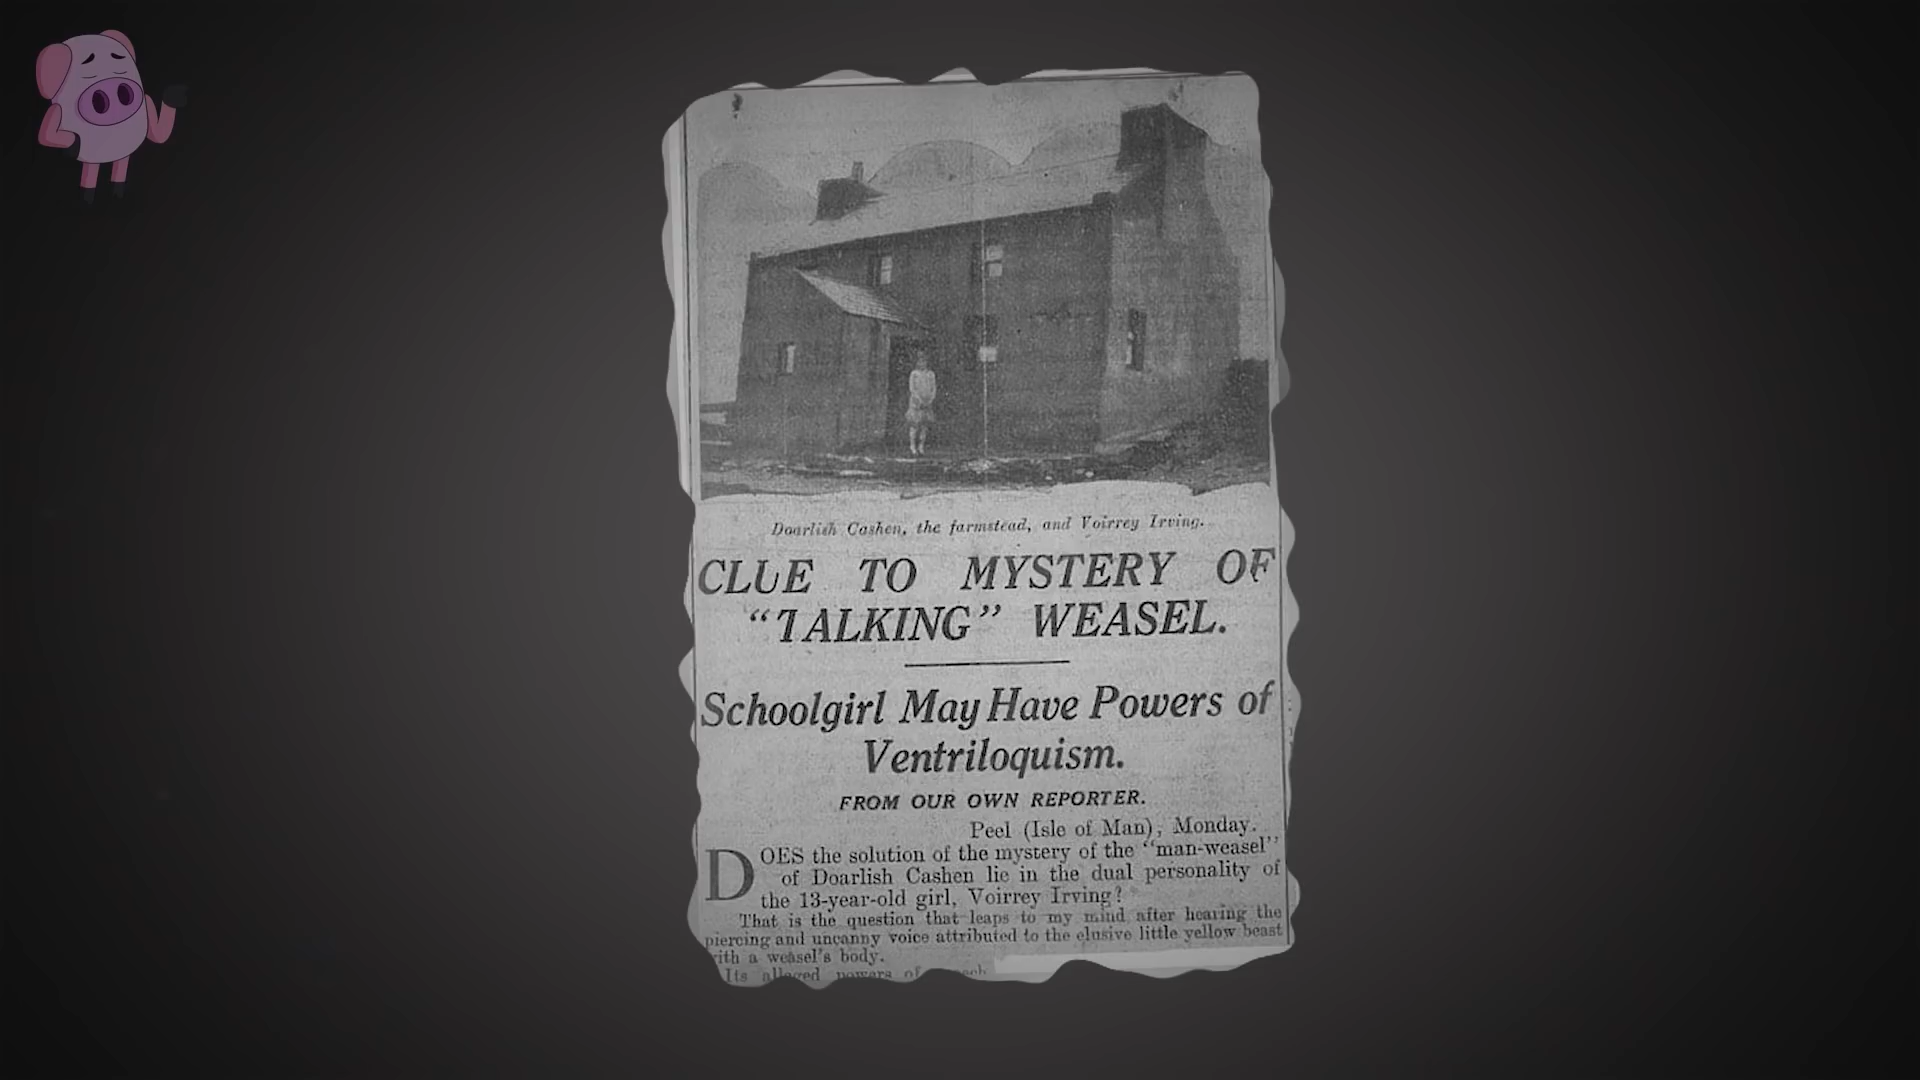 Doarlish Cashen, the farmstead, and Voirrey Irving.
CLUE TO MYSTERY OF
“TALKING” WEASEL.
Schoolgirl May Have Powers of
Ventriloquism.
FROM OUR OWN REPORTER.
Peel (Isle of Man), Monday.
DOES the solution of the mystery of the “man-weasel”
of Doarlish Cashen lie in the dual personality of
the 13-year-old girl, Voirrey Irving?
That is the question that leaps to my mind after hearing the
piercing and uncanny voice attributed to the elusive little yellow beast
with a weasel's body.
Its alleged powers of